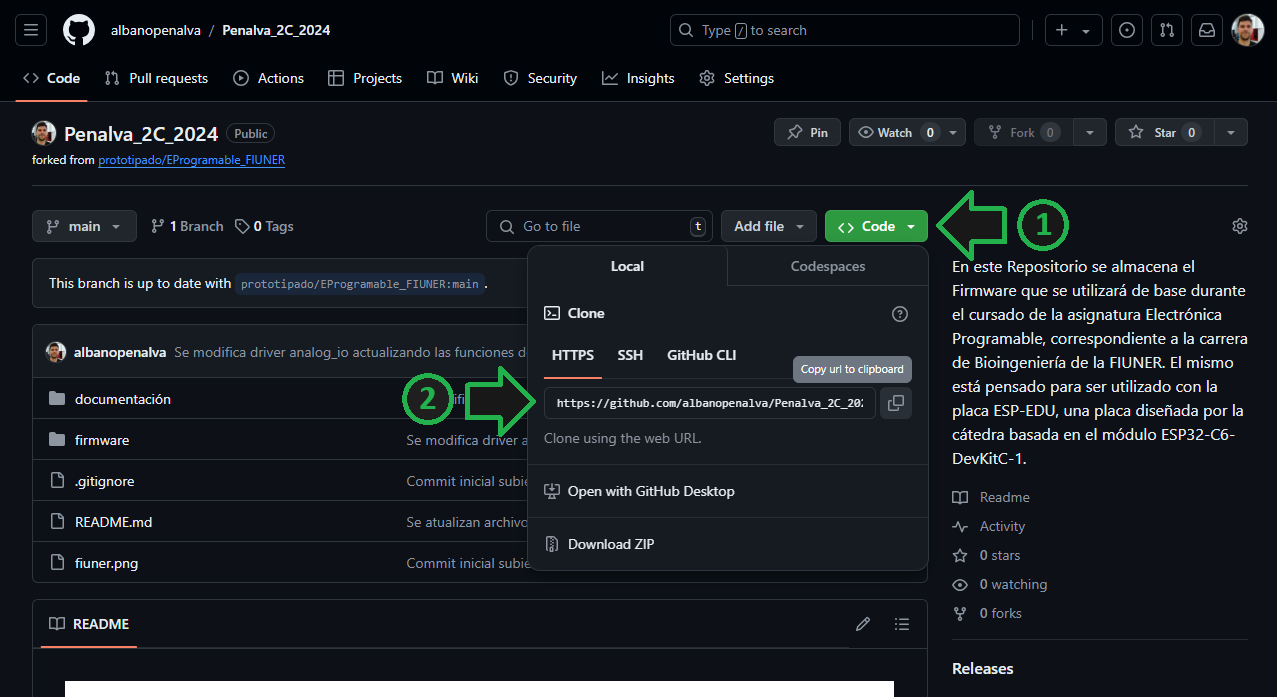 albanopenalva / Penalva_2C_2024
Type / to search
Code Pull requests Actions Projects Wiki Security Insights Settings
Penalva_2C_2024 Public
Pin Watch 0 Fork 0 Star 0
forked from prototipado/EProgramable_FIUNER
main 1 Branch 0 Tags Go to file t Add file Code 1
This branch is up to date with prototipado/EProgramable_FIUNER:main .
albanopenalva Se modifica driver analog_io actualizando las funciones
documentación
firmware Se modifica driver
.gitignore Commit inicial
README.md Se atualizan archivo
fiuner.png Commit inicial
Local Codespaces
Clone
HTTPS SSH GitHub CLI
Copy url to clipboard
2
https://github.com/albanopenalva/Penalva_2C_202
Clone using the web URL.
Open with GitHub Desktop
Download ZIP
README
En este Repositorio se almacena el
Firmware que se utilizará de base durante
el cursado de la asignatura Electrónica
Programable, correspondiente a la carrera
de Bioingeniería de la FIUNER. El mismo
está pensado para ser utilizado con la
placa ESP-EDU, una placa diseñada por la
cátedra basada en el módulo ESP32-C6-
DevKitC-1.
Readme
Activity
0 stars
0 watching
0 forks
Releases